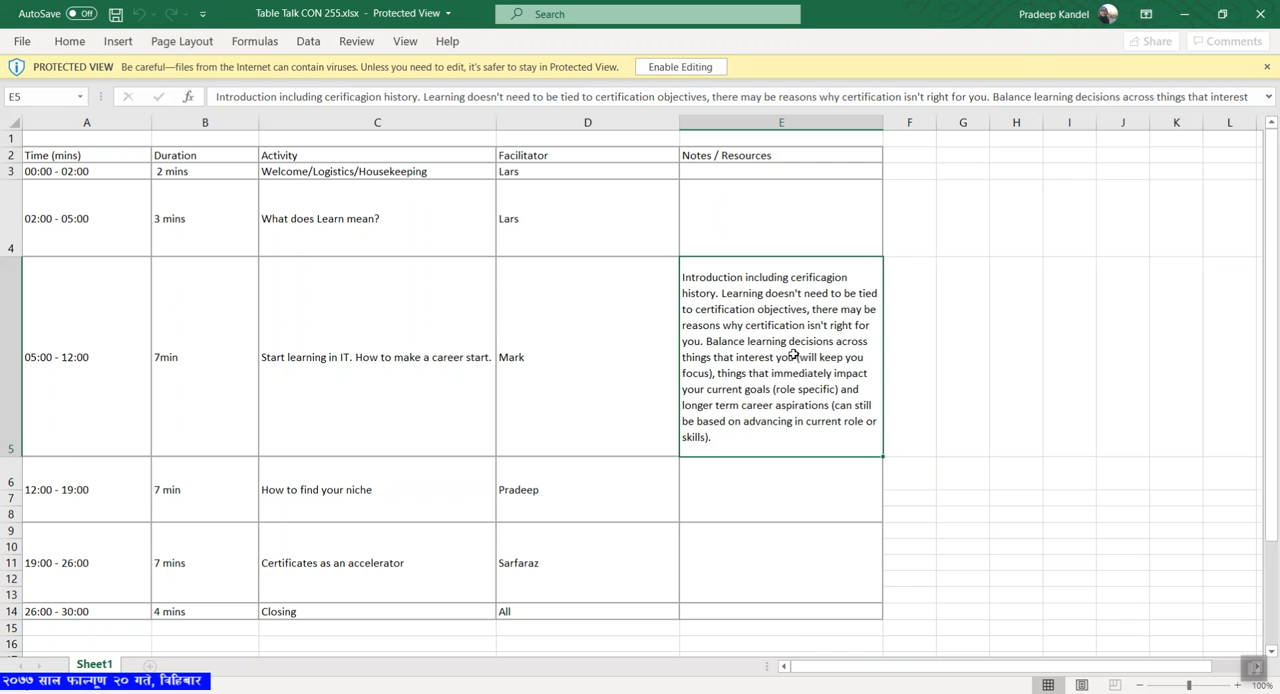 AutoSave Off Table Talk CON 255.xlsx - Protected View Search Pradeep Kandel
File Home Insert Page Layout Formulas Data Review View Help Share Comments
PROTECTED VIEW Be careful—files from the Internet can contain viruses. Unless you need to edit, it's safer to stay in Protected View. Enable Editing
E5 fx Introduction including cerificagion history. Learning doesn't need to be tied to certification objectives, there may be reasons why certification isn't right for you. Balance learning decisions across things that interest
A B C D E F G H I J K L
1
2 Time (mins) Duration Activity Facilitator Notes / Resources
3 00:00 - 02:00 2 mins Welcome/Logistics/Housekeeping Lars
02:00 - 05:00 3 mins What does Learn mean? Lars
4
Introduction including cerificagion
history. Learning doesn't need to be tied
to certification objectives, there may be
reasons why certification isn't right for
you. Balance learning decisions across
05:00 - 12:00 7min Start learning in IT. How to make a career start. Mark things that interest you (will keep you
focus), things that immediately impact
your current goals (role specific) and
longer term career aspirations (can still
be based on advancing in current role or
skills).
5
6
12:00 - 19:00 7 min How to find your niche Pradeep
7
8
9
10
11 19:00 - 26:00 7 mins Certificates as an accelerator Sarfaraz
12
13
14 26:00 - 30:00 4 mins Closing All
15
16
Sheet1
२०७७ साल फाल्गूण २० गते, विहिबार
100%